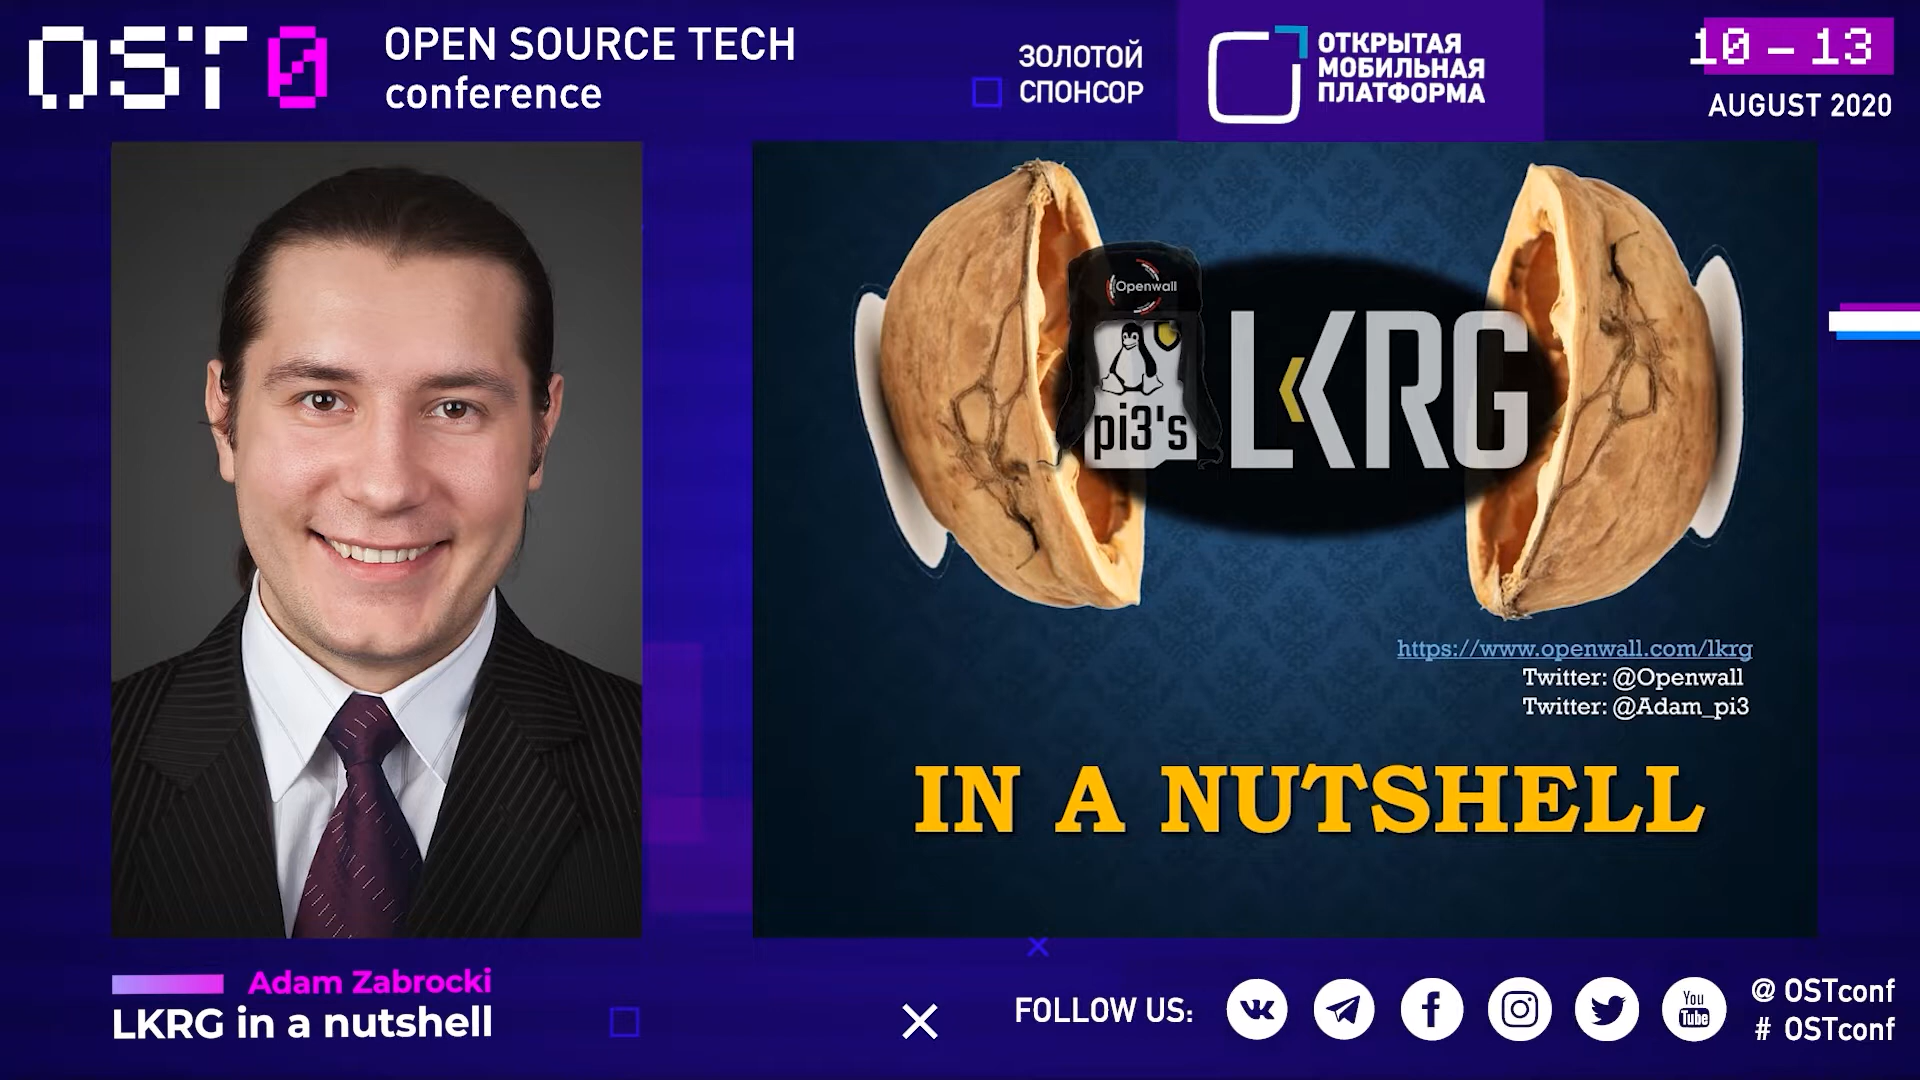 OST
OPEN SOURCE TECH
conference
ЗОЛОТОЙ
СПОНСОР
ОТКРЫТАЯ
МОБИЛЬНАЯ
ПЛАТФОРМА
10 – 13
AUGUST 2020
Openwall
pi3's
LKRG
https://www.openwall.com/lkrg
Twitter: @Openwall
Twitter: @Adam_pi3
IN A NUTSHELL
Adam Zabrocki
LKRG in a nutshell
FOLLOW US:
You
Tube
@ OSTconf
# OSTconf